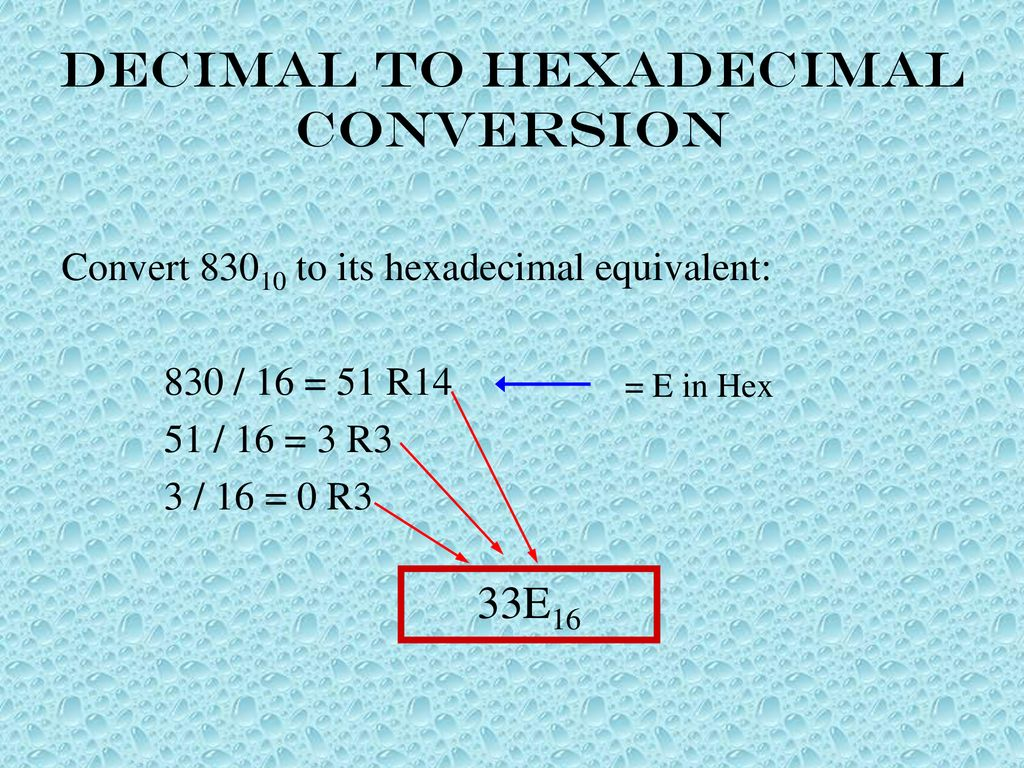 DECIMAL TO HEXADECIMAL
CONVERSION
Convert 830₁₀ to its hexadecimal equivalent:
830 / 16 = 51 R14 = E in Hex
51 / 16 = 3 R3
3 / 16 = 0 R3
33E₁₆